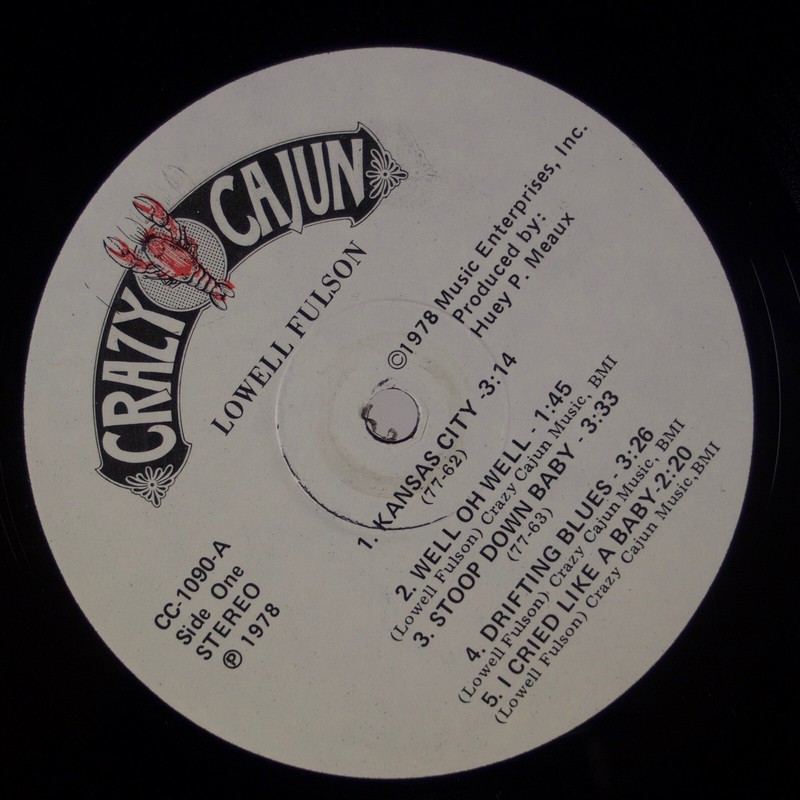 CRAZY CAJUN
LOWELL FULSON
©1978 Music Enterprises, Inc.
Produced by:
Huey P. Meaux
CC-1090-A
Side One
STEREO
℗ 1978
1. KANSAS CITY -3:14
(77-62)
2. WELL OH WELL - 1:45
(Lowell Fulson) Crazy Cajun Music, BMI
3. STOOP DOWN BABY - 3:33
(77-63)
4. DRIFTING BLUES - 3:26
(Lowell Fulson) Crazy Cajun Music, BMI
5. I CRIED LIKE A BABY-2:20
(Lowell Fulson) Crazy Cajun Music,BMI